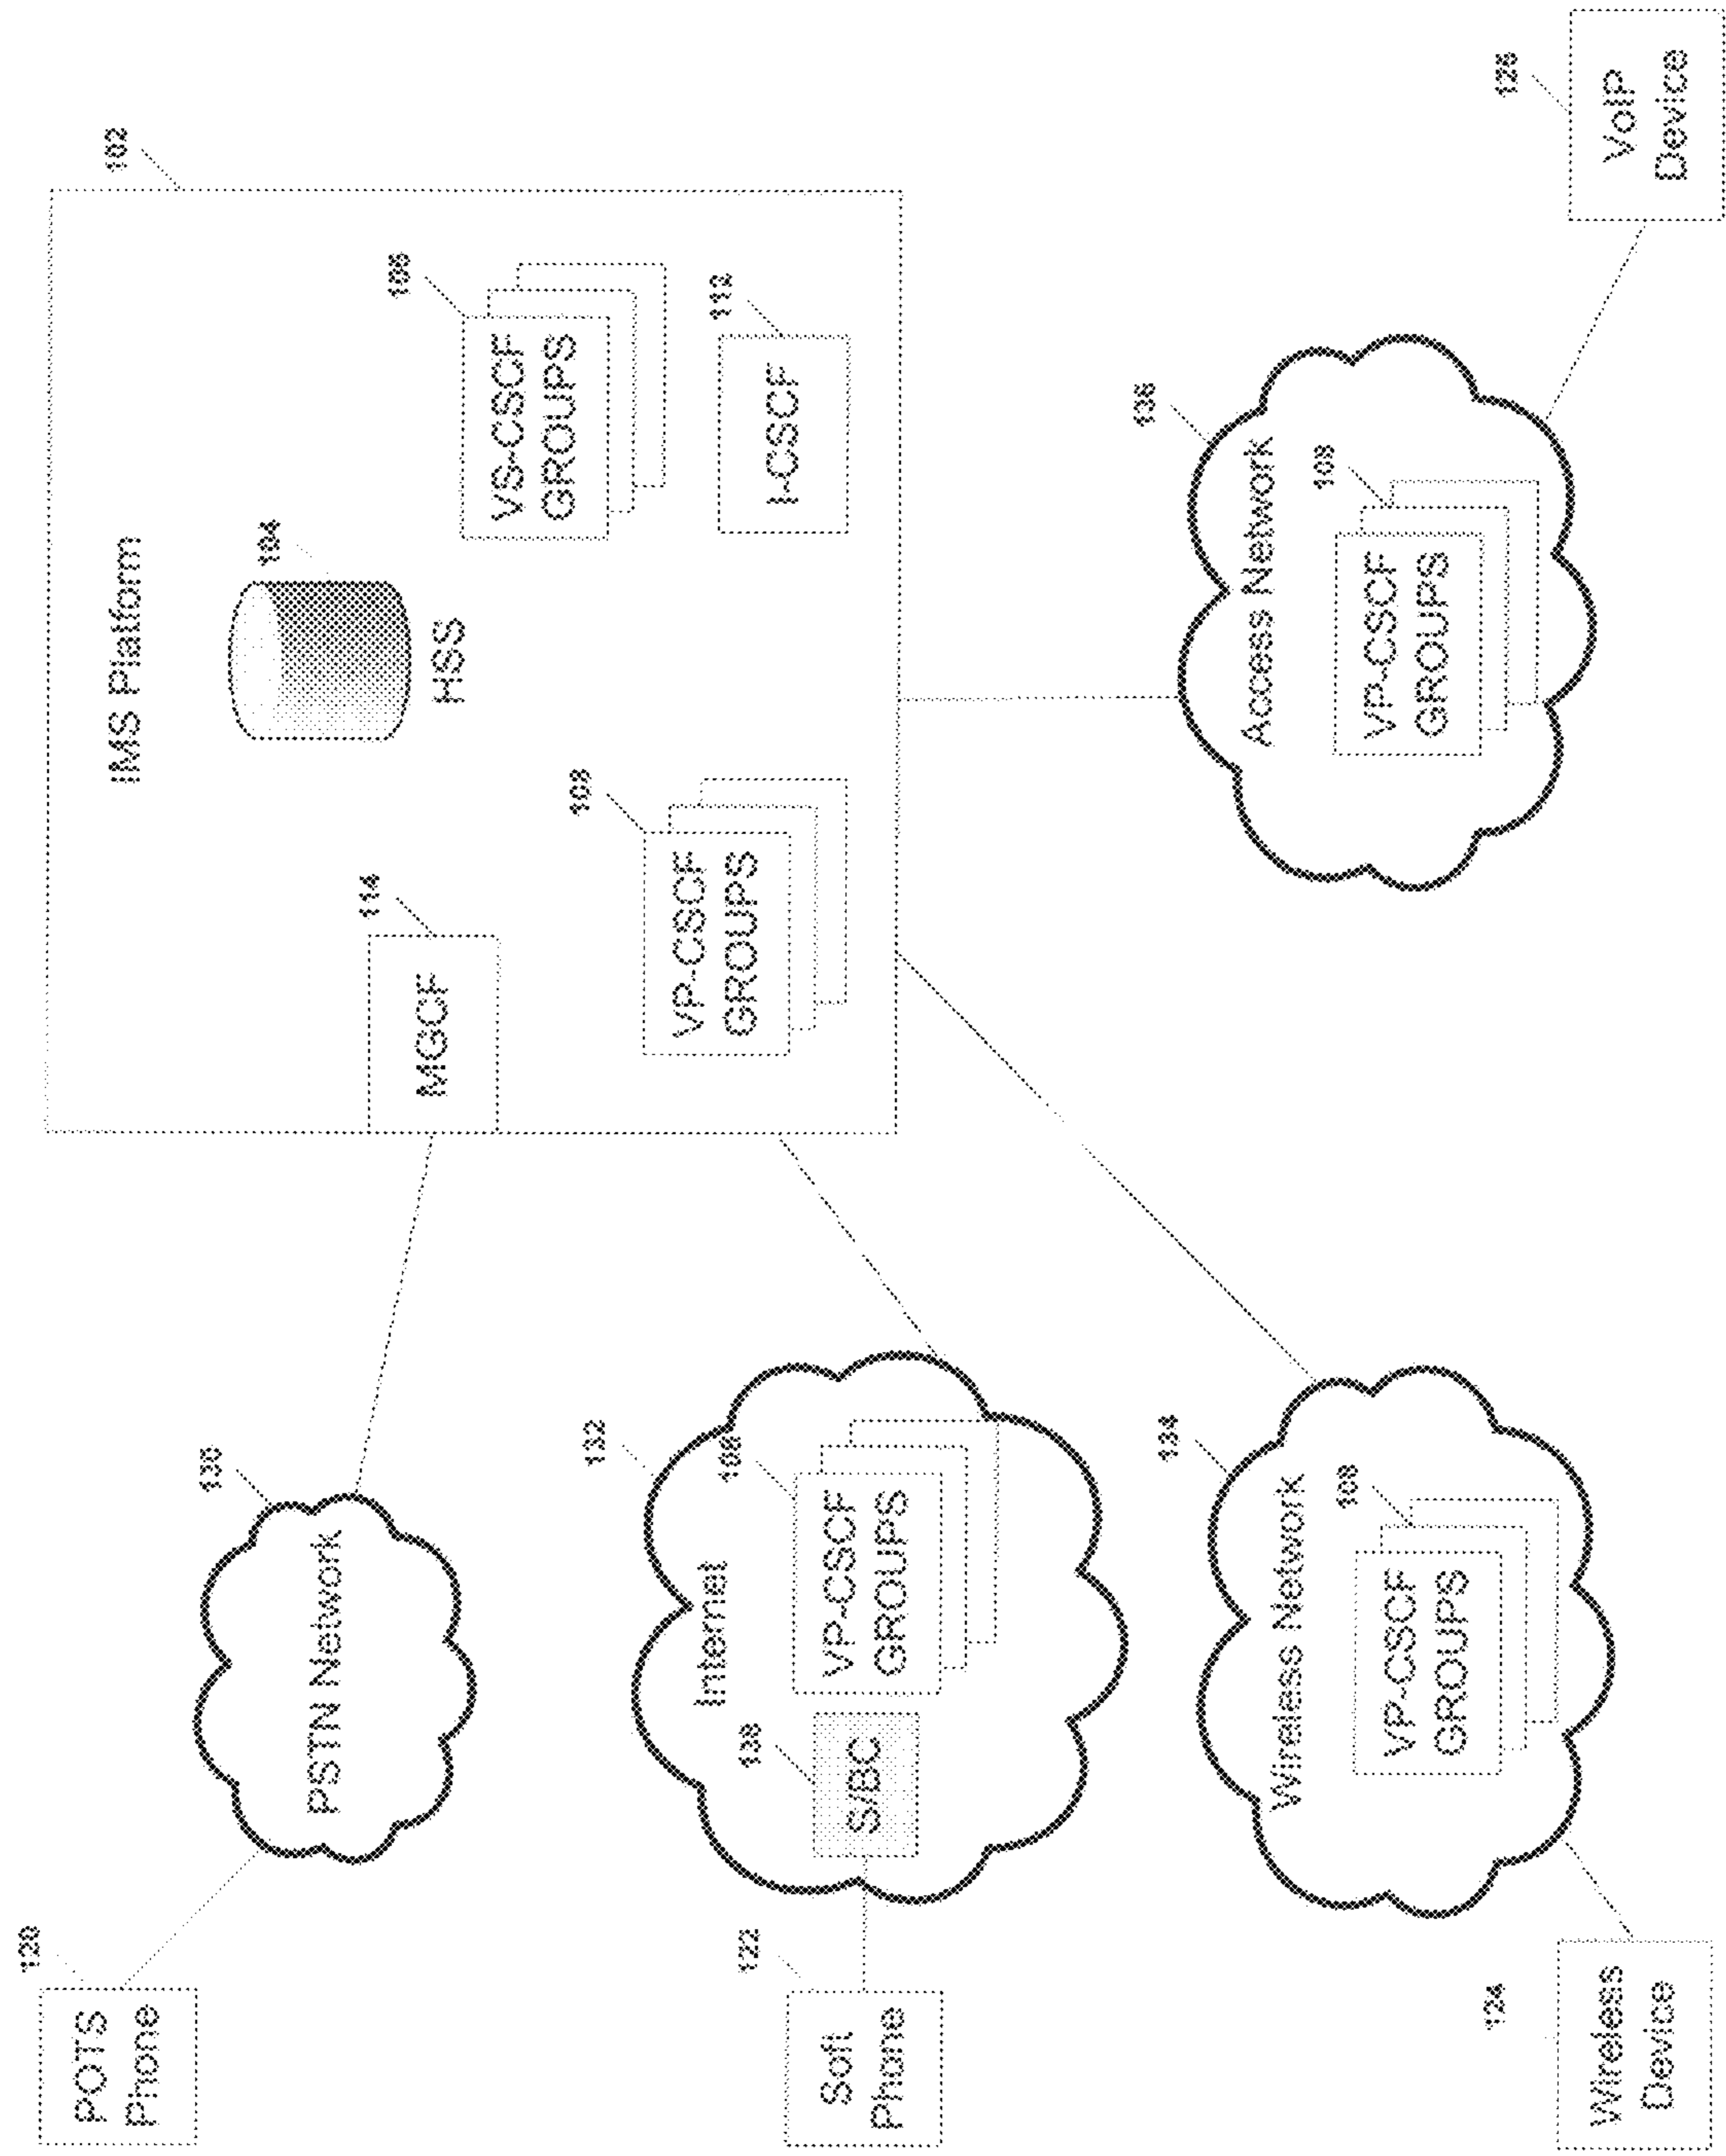 120
POTS
Phone
130
PSTN Network
102
IMS Platform
104
HSS
114
MGCF
106
VS-CSCF
GROUPS
108
VP-CSCF
GROUPS
112
I-CSCF
122
Soft
Phone
132
Internet
138
S/BC
108
VP-CSCF
GROUPS
134
Wireless Network
108
VP-CSCF
GROUPS
136
Access Network
108
VP-CSCF
GROUPS
124
Wireless
Device
126
VoIP
Device